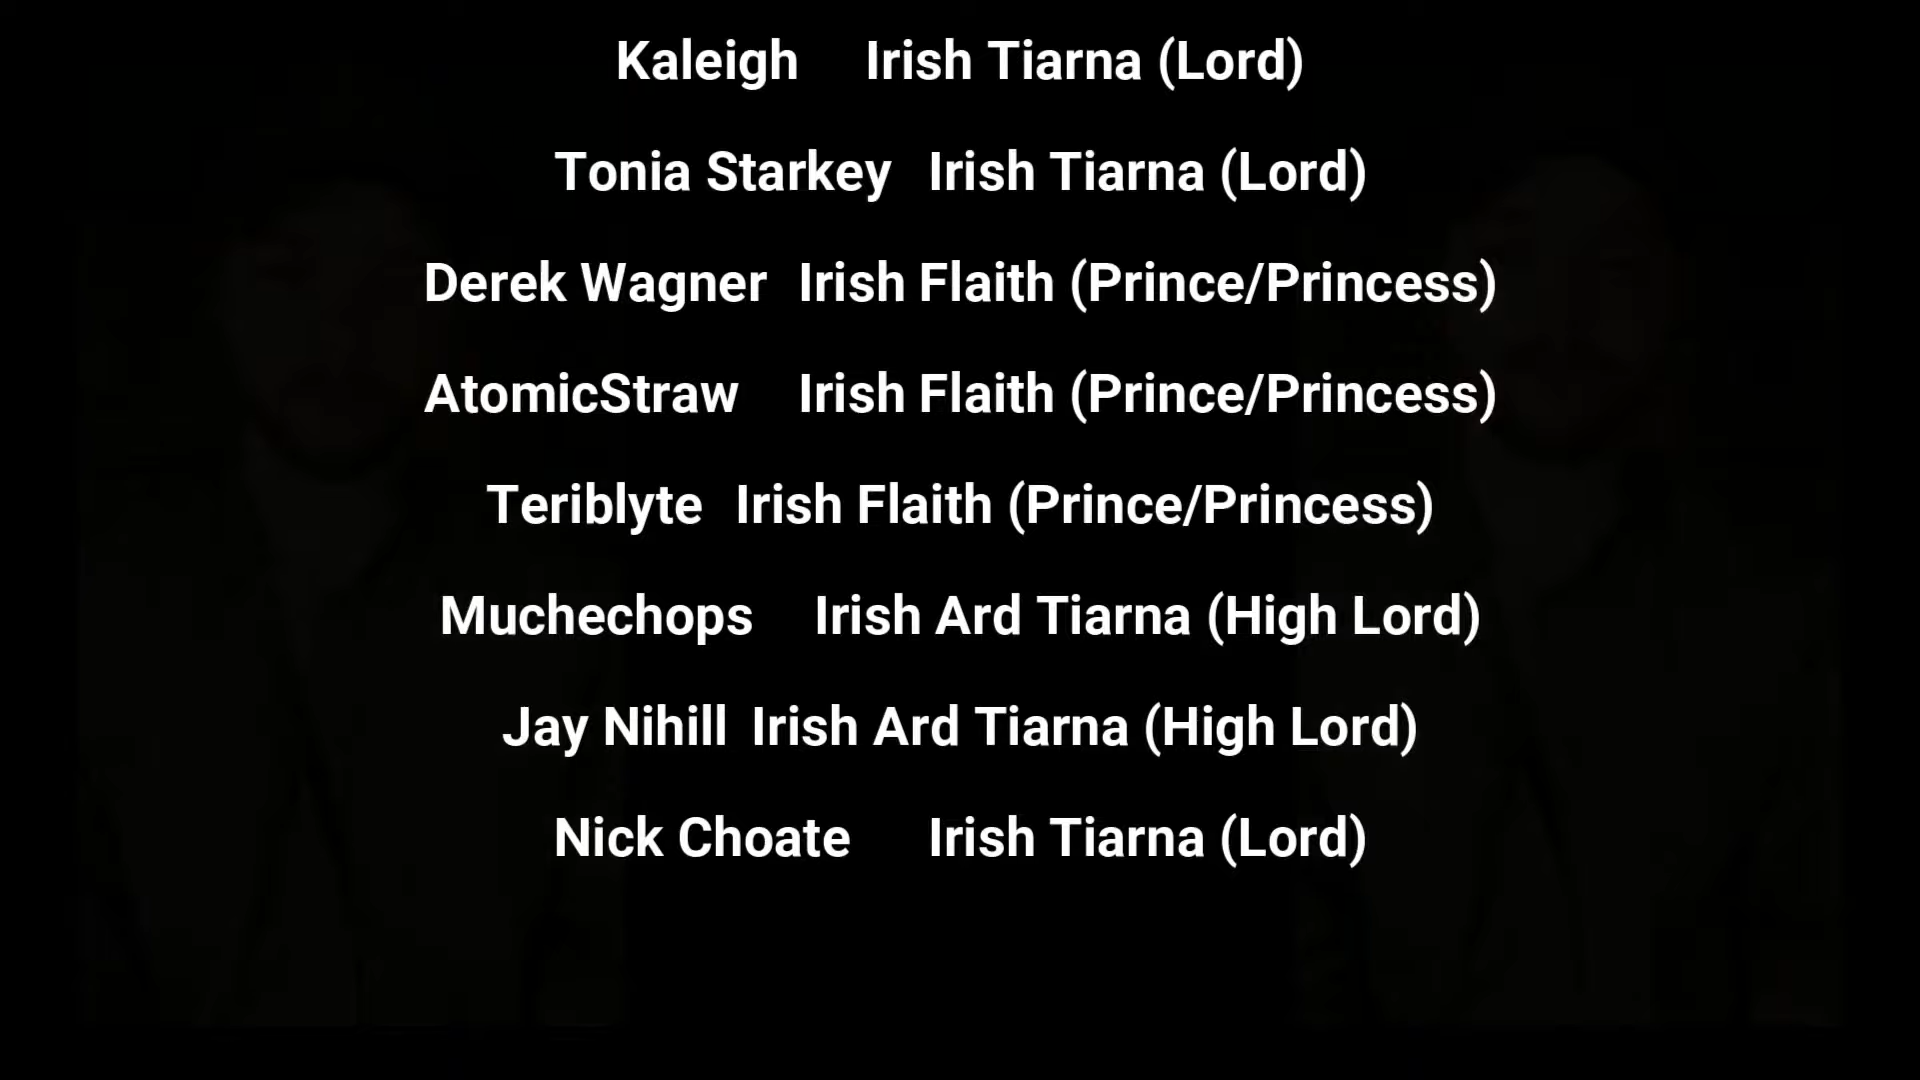 Kaleigh Irish Tiarna (Lord)
Tonia Starkey Irish Tiarna (Lord)
Derek Wagner Irish Flaith (Prince/Princess)
AtomicStraw Irish Flaith (Prince/Princess)
Teriblyte Irish Flaith (Prince/Princess)
Muchechops Irish Ard Tiarna (High Lord)
Jay Nihill Irish Ard Tiarna (High Lord)
Nick Choate Irish Tiarna (Lord)